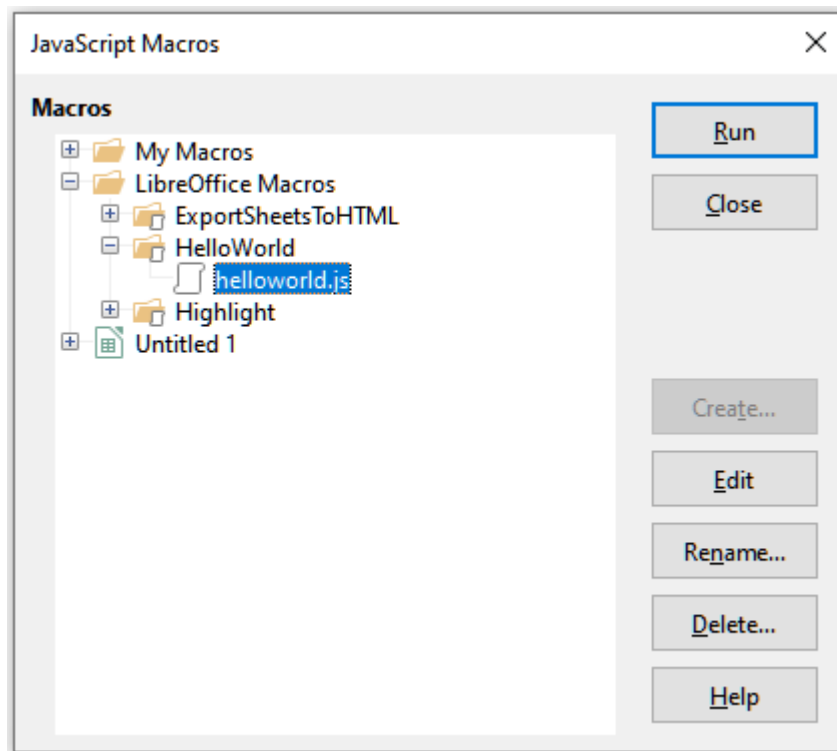 JavaScript Macros
Macros
My Macros
LibreOffice Macros
ExportSheetsToHTML
HelloWorld
helloworld.js
Highlight
Untitled 1
Run
Close
Create...
Edit
Rename...
Delete...
Help